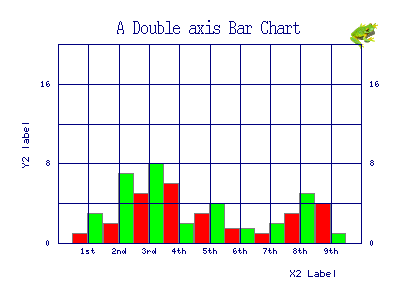 A Double axis Bar Chart
16 16
Y2 label
8 8
0 0
1st 2nd 3rd 4th 5th 6th 7th 8th 9th
X2 Label